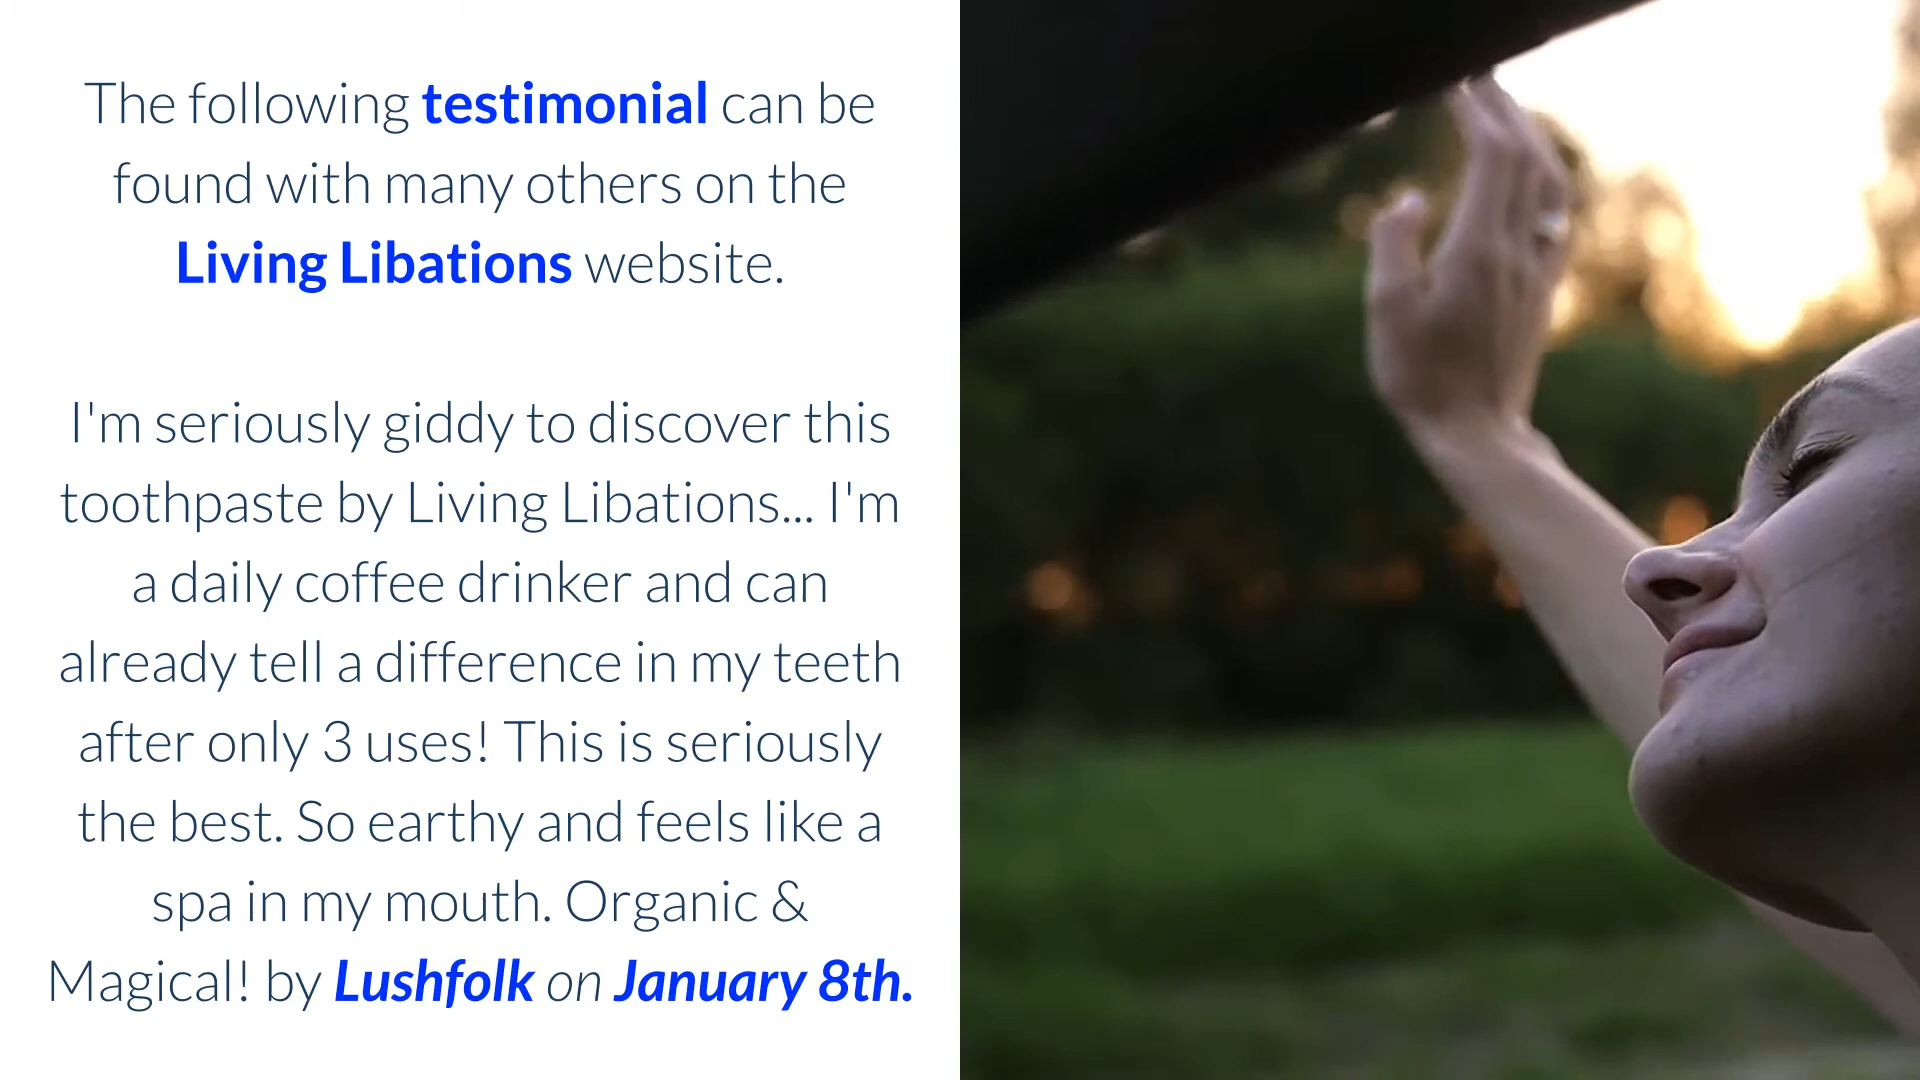 The following testimonial can be
found with many others on the
Living Libations website.
I'm seriously giddy to discover this
toothpaste by Living Libations... I'm
a daily coffee drinker and can
already tell a difference in my teeth
after only 3 uses! This is seriously
the best. So earthy and feels like a
spa in my mouth. Organic &
Magical! by Lushfolk on January 8th.